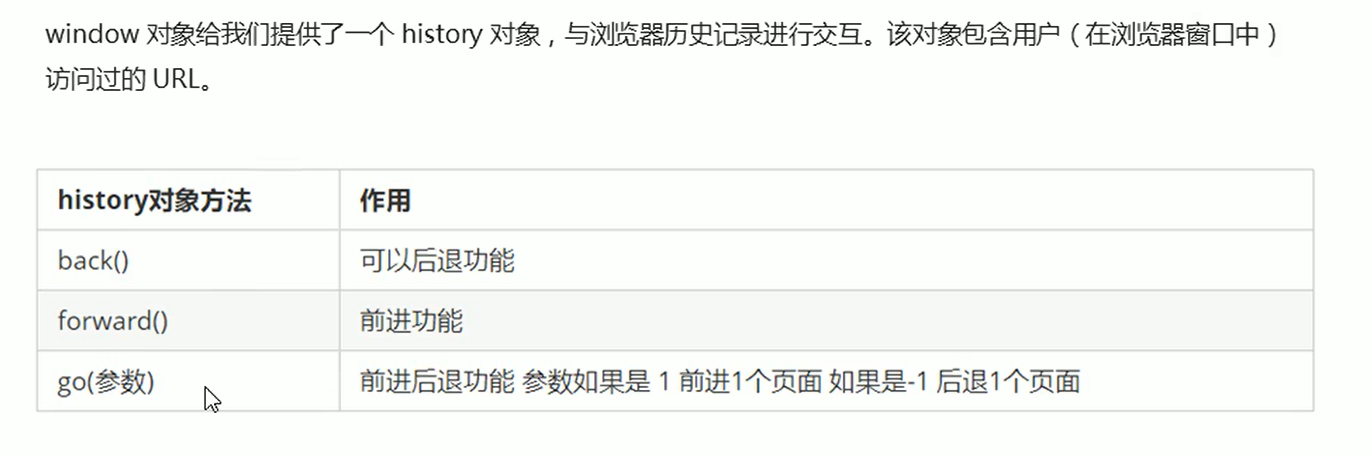 window 对象给我们提供了一个 history 对象，与浏览器历史记录进行交互。该对象包含用户（在浏览器窗口中）
访问过的 URL。
history对象方法 作用
back() 可以后退功能
forward() 前进功能
go(参数) 前进后退功能 参数如果是 1 前进1个页面 如果是-1 后退1个页面